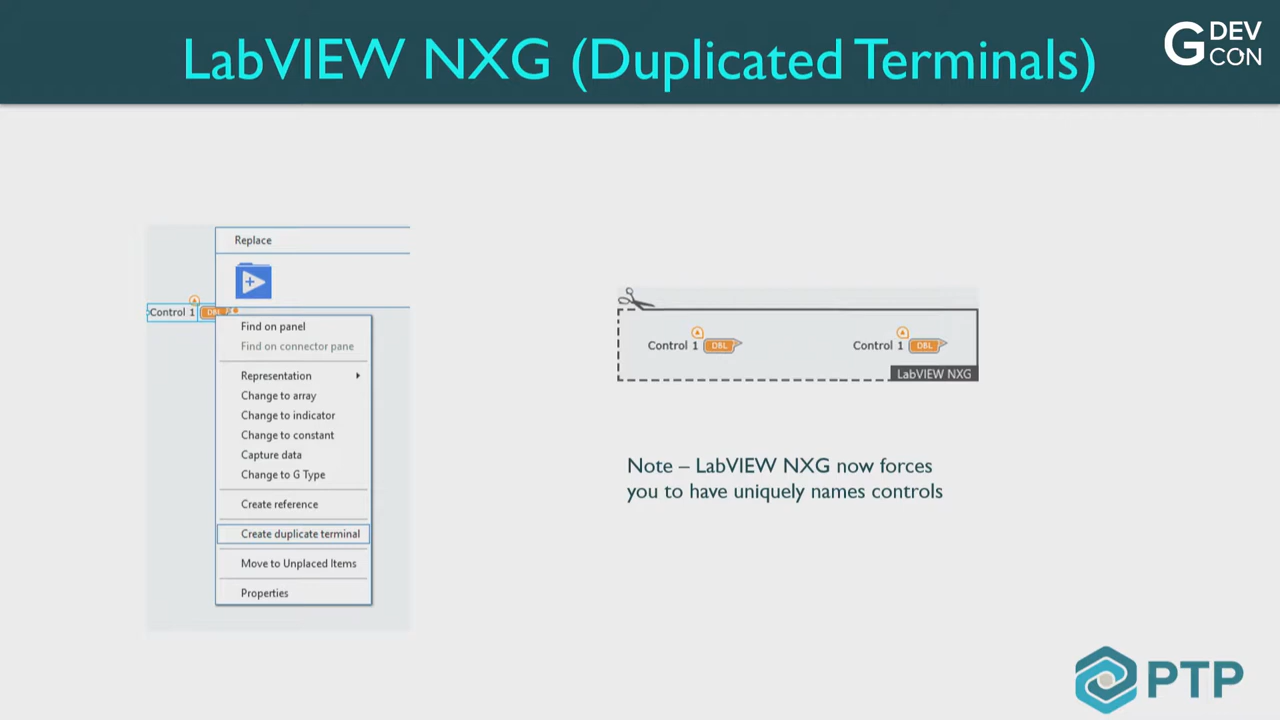 LabVIEW NXG (Duplicated Terminals)
G DEV
CON
Replace
Control 1 DBL
Find on panel
Find on connector pane
Representation
Change to array
Change to indicator
Change to constant
Capture data
Change to G Type
Create reference
Create duplicate terminal
Move to Unplaced Items
Properties
Control 1 DBL
Control 1 DBL
LabVIEW NXG
Note – LabVIEW NXG now forces
you to have uniquely names controls
PTP